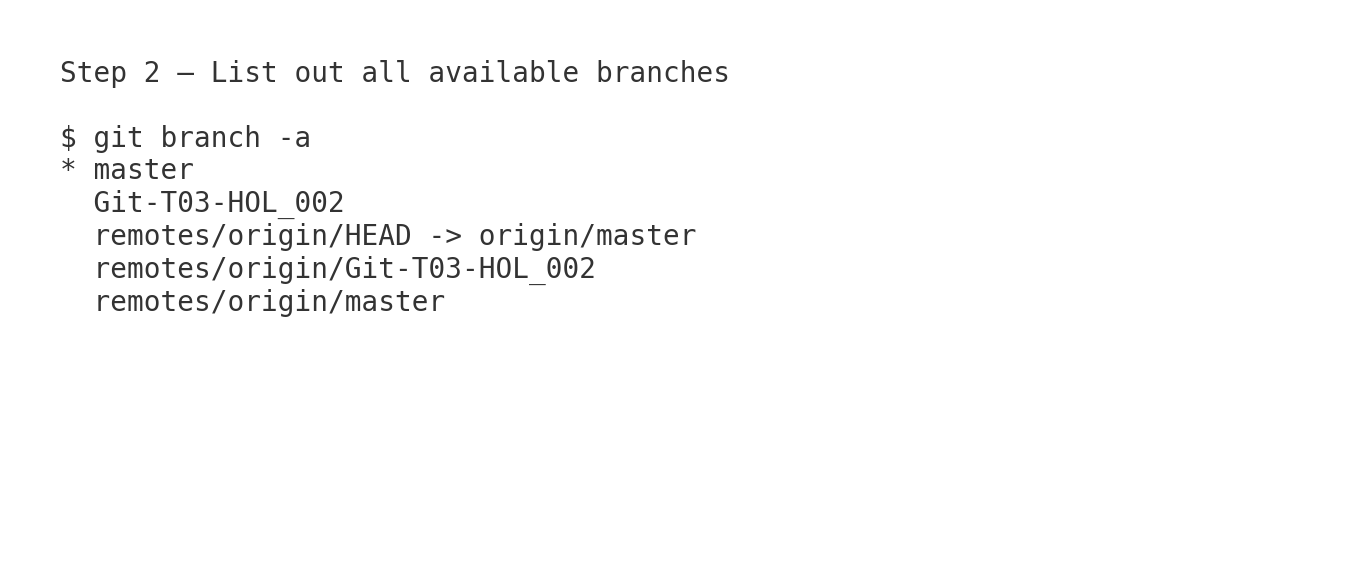 Step 2 – List out all available branches
$ git branch -a
* master
  Git-T03-HOL_002
  remotes/origin/HEAD -> origin/master
  remotes/origin/Git-T03-HOL_002
  remotes/origin/master